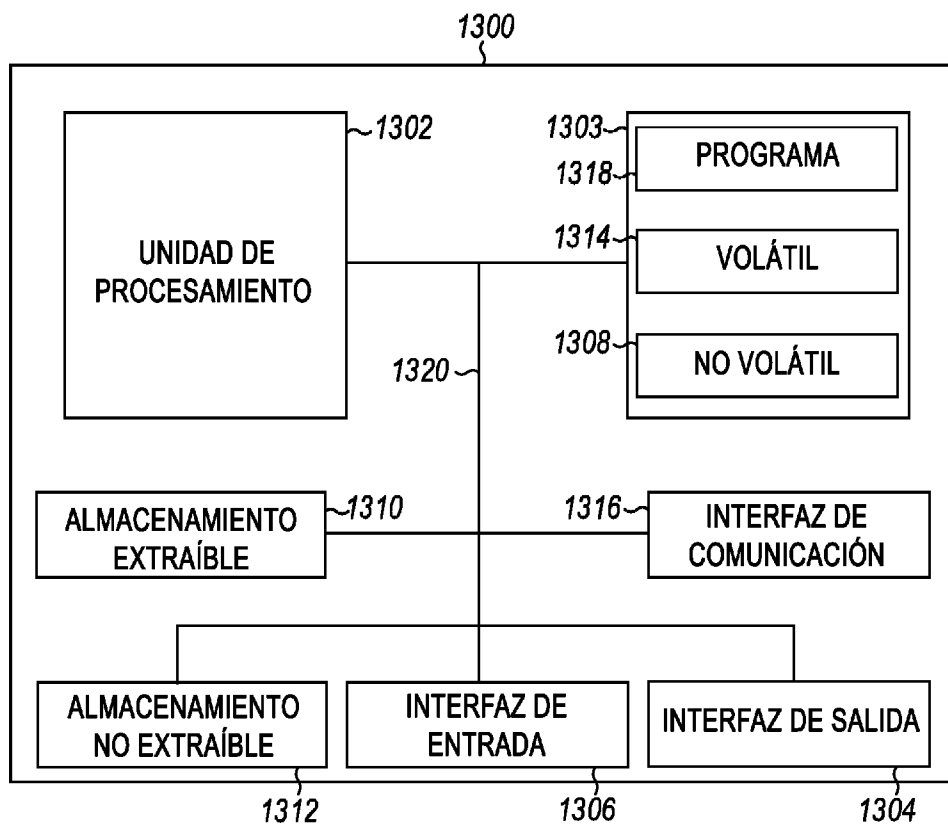 1300
1302
UNIDAD DE
PROCESAMIENTO
1303
PROGRAMA
1318
1314
VOLÁTIL
1308
NO VOLÁTIL
1320
ALMACENAMIENTO
EXTRAÍBLE
1310
1316
INTERFAZ DE
COMUNICACIÓN
ALMACENAMIENTO
NO EXTRAÍBLE
INTERFAZ DE
ENTRADA
INTERFAZ DE SALIDA
1312
1306
1304